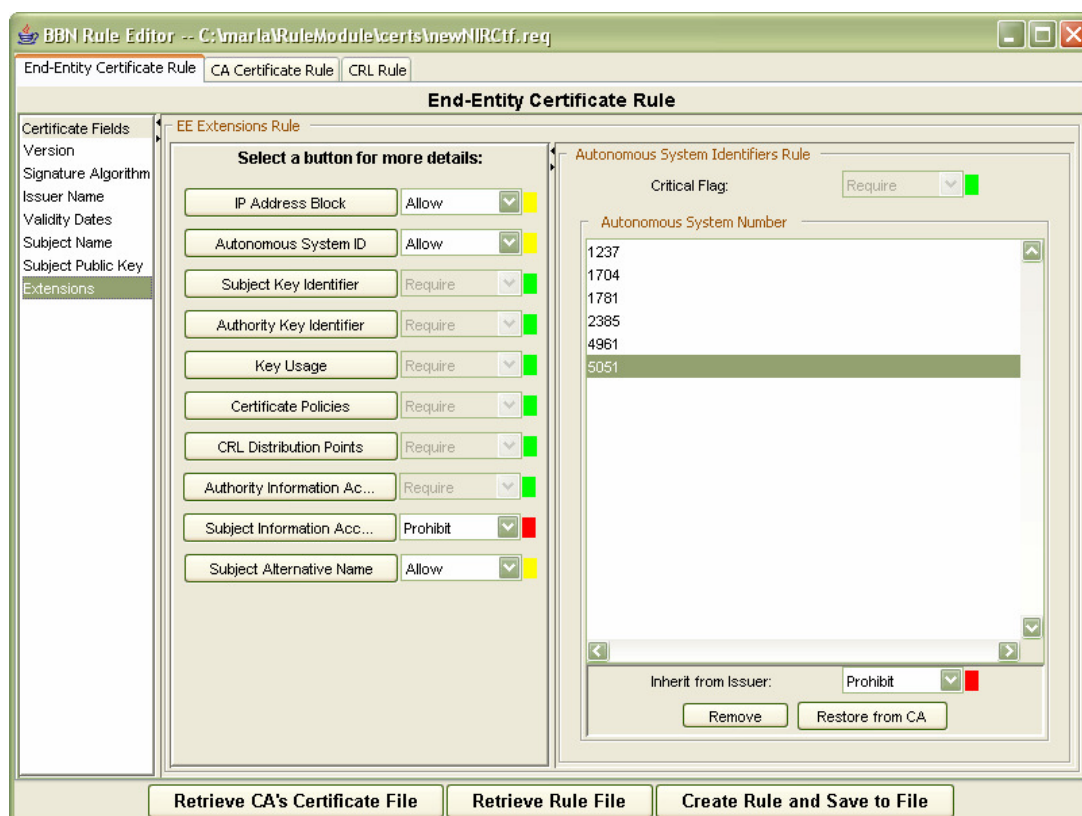 BBN Rule Editor -- C:\marla\RuleModule\certs\newNIRCtf.req
End-Entity Certificate Rule
CA Certificate Rule
CRL Rule
End-Entity Certificate Rule
Certificate Fields
Version
Signature Algorithm
Issuer Name
Validity Dates
Subject Name
Subject Public Key
Extensions
EE Extensions Rule
Select a button for more details:
IP Address Block Allow
Autonomous System ID Allow
Subject Key Identifier Require
Authority Key Identifier Require
Key Usage Require
Certificate Policies Require
CRL Distribution Points Require
Authority Information Ac... Require
Subject Information Acc... Prohibit
Subject Alternative Name Allow
Autonomous System Identifiers Rule
Critical Flag: Require
Autonomous System Number
1237
1704
1781
2385
4961
5051
Inherit from Issuer: Prohibit
Remove Restore from CA
Retrieve CA's Certificate File Retrieve Rule File Create Rule and Save to File